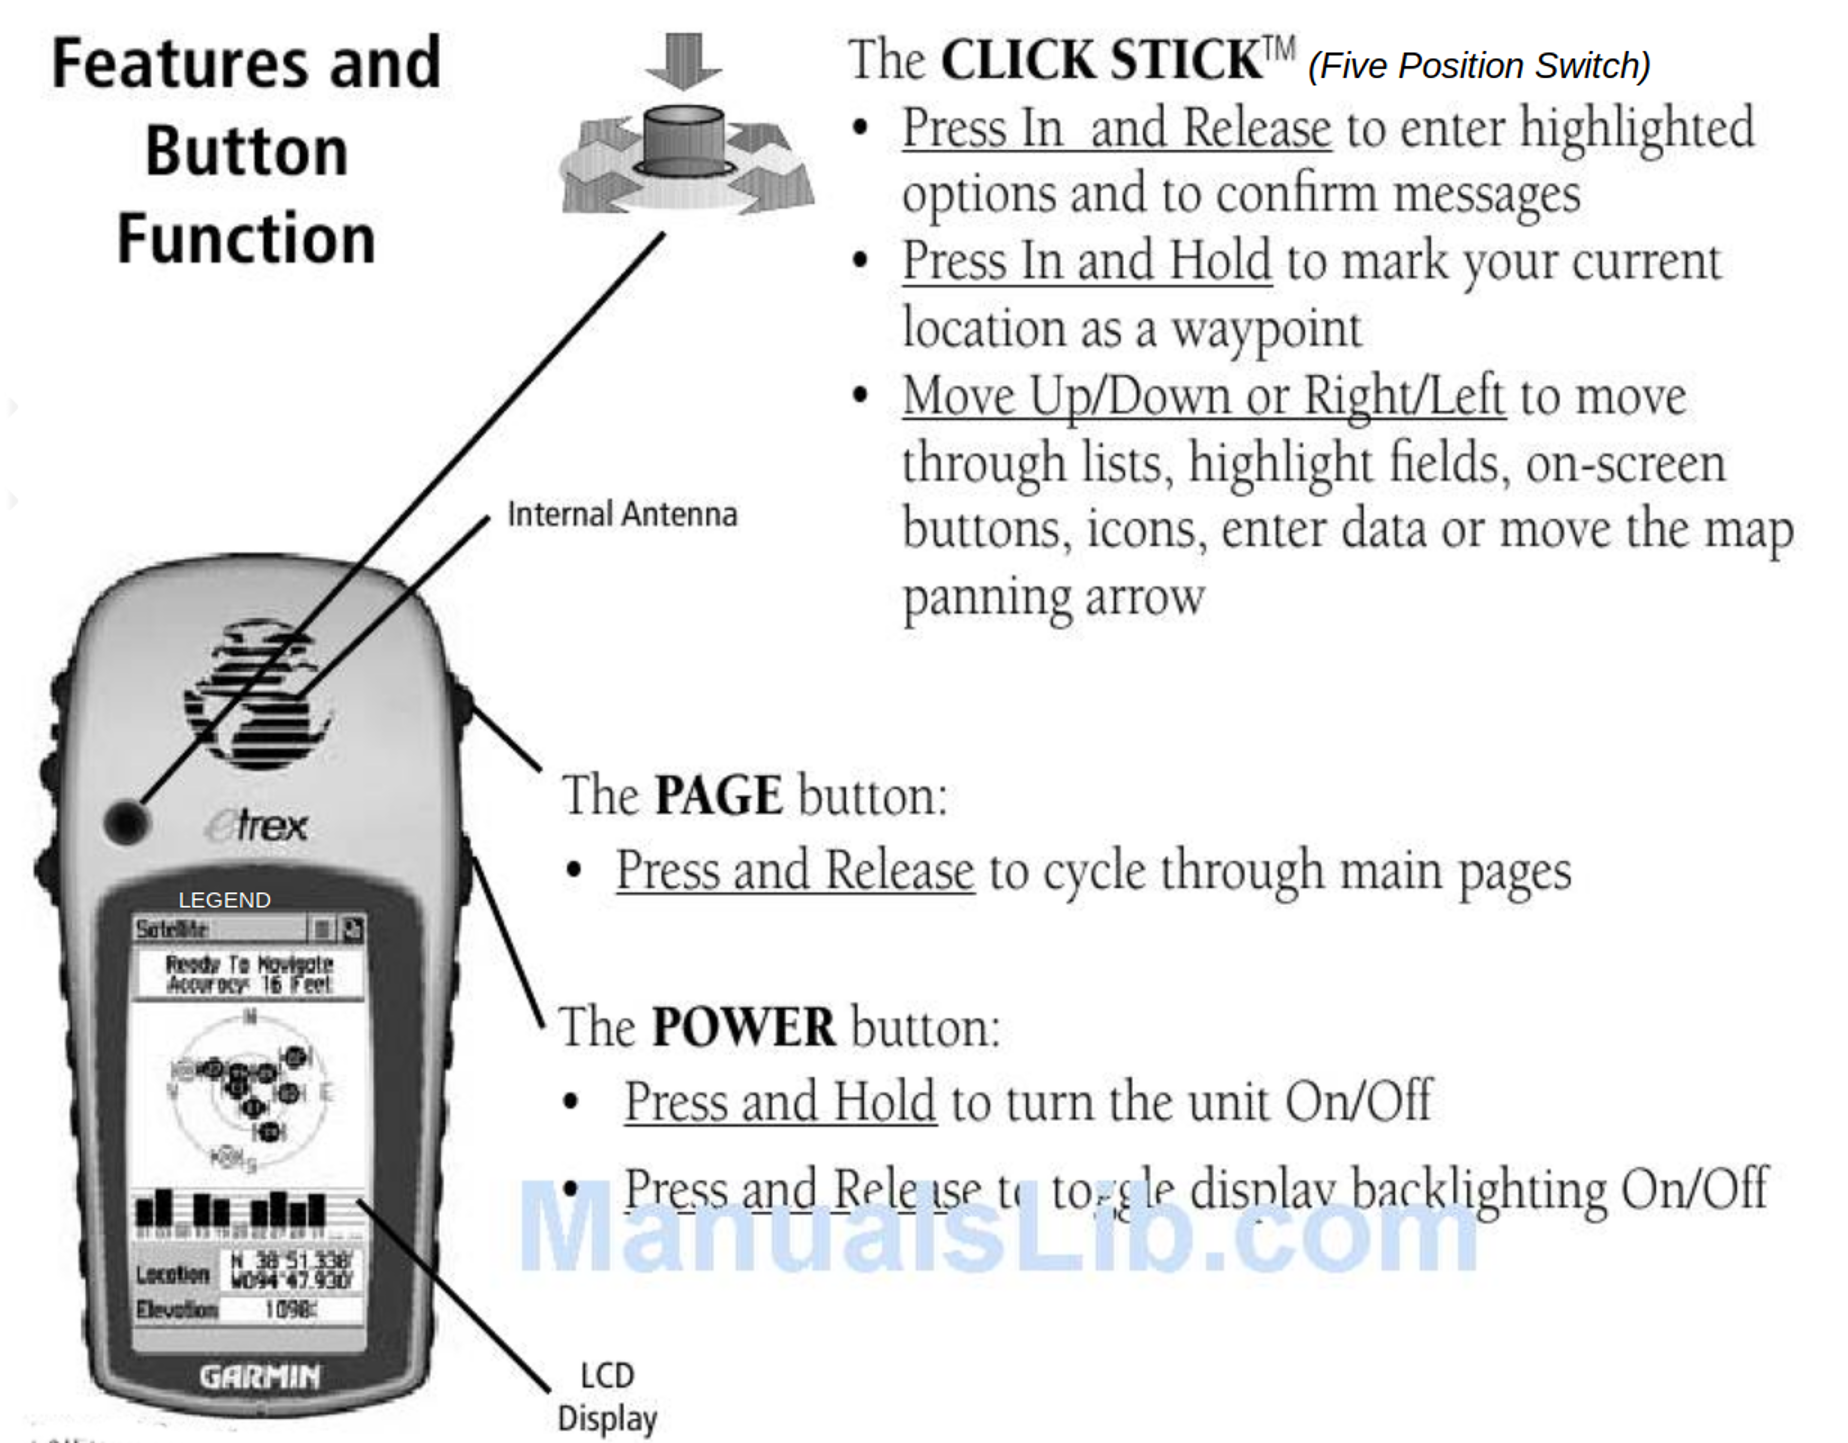 Features and
Button
Function
The CLICK STICK™ (Five Position Switch)
• Press In and Release to enter highlighted
options and to confirm messages
• Press In and Hold to mark your current
location as a waypoint
• Move Up/Down or Right/Left to move
through lists, highlight fields, on-screen
buttons, icons, enter data or move the map
panning arrow
Internal Antenna
The PAGE button:
• Press and Release to cycle through main pages
The POWER button:
• Press and Hold to turn the unit On/Off
• Press and Release to toggle display backlighting On/Off
ManualsLib.com
etrex
LEGEND
Satellite
Ready To Navigate
Accuracy: 16 Feet
N
W
E
S
Location
N 38°51.338'
W094°47.930'
Elevation
1098
GARMIN
LCD
Display